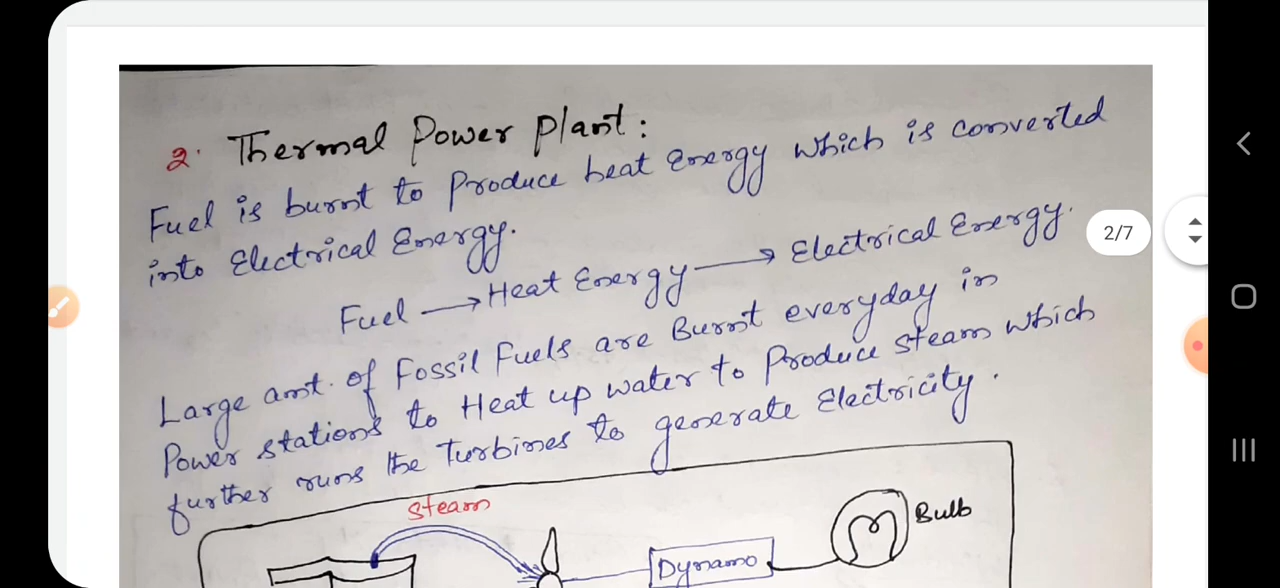 2. Thermal Power Plant:
Fuel is burnt to Produce heat Energy which is converted
into Electrical Energy.
Fuel → Heat Energy → Electrical Energy.
Large amt. of Fossil Fuels are Burnt everyday in
Power stations to Heat up water to Produce steam which
further runs the Turbines to generate Electricity.
Steam
Bulb
Dynamo
2/7